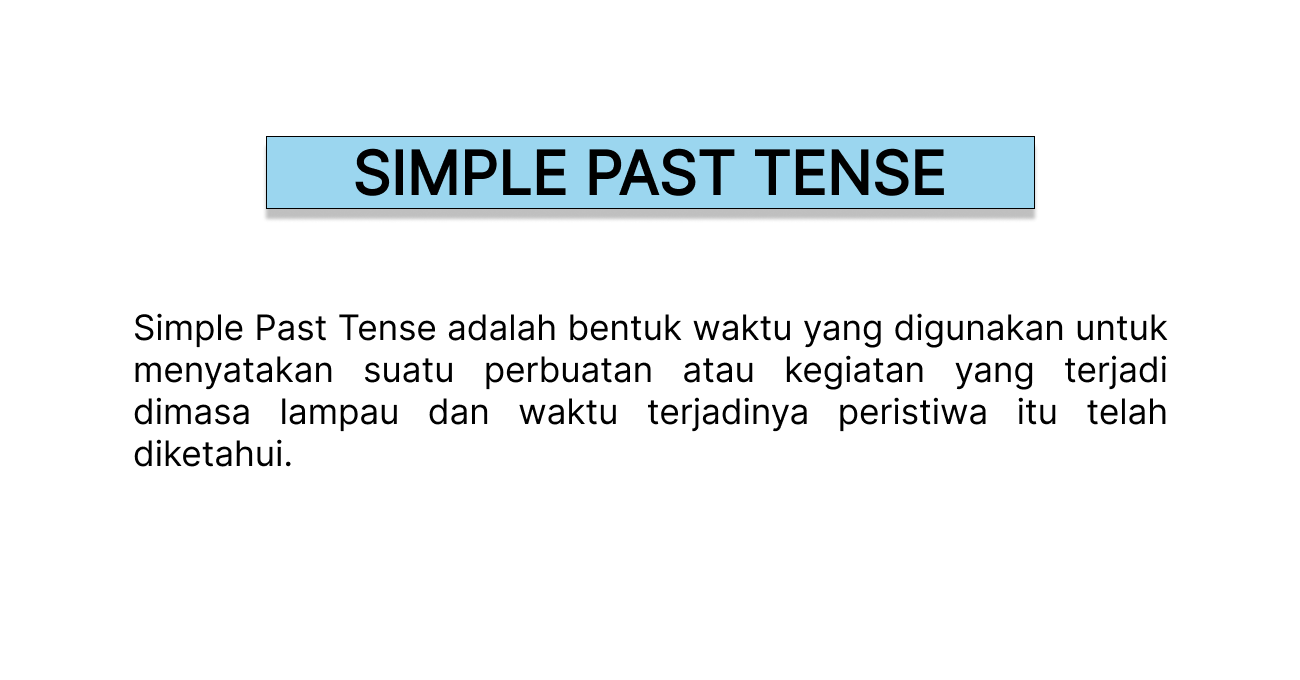 SIMPLE PAST TENSE
Simple Past Tense adalah bentuk waktu yang digunakan untuk
menyatakan suatu perbuatan atau kegiatan yang terjadi
dimasa lampau dan waktu terjadinya peristiwa itu telah
diketahui.